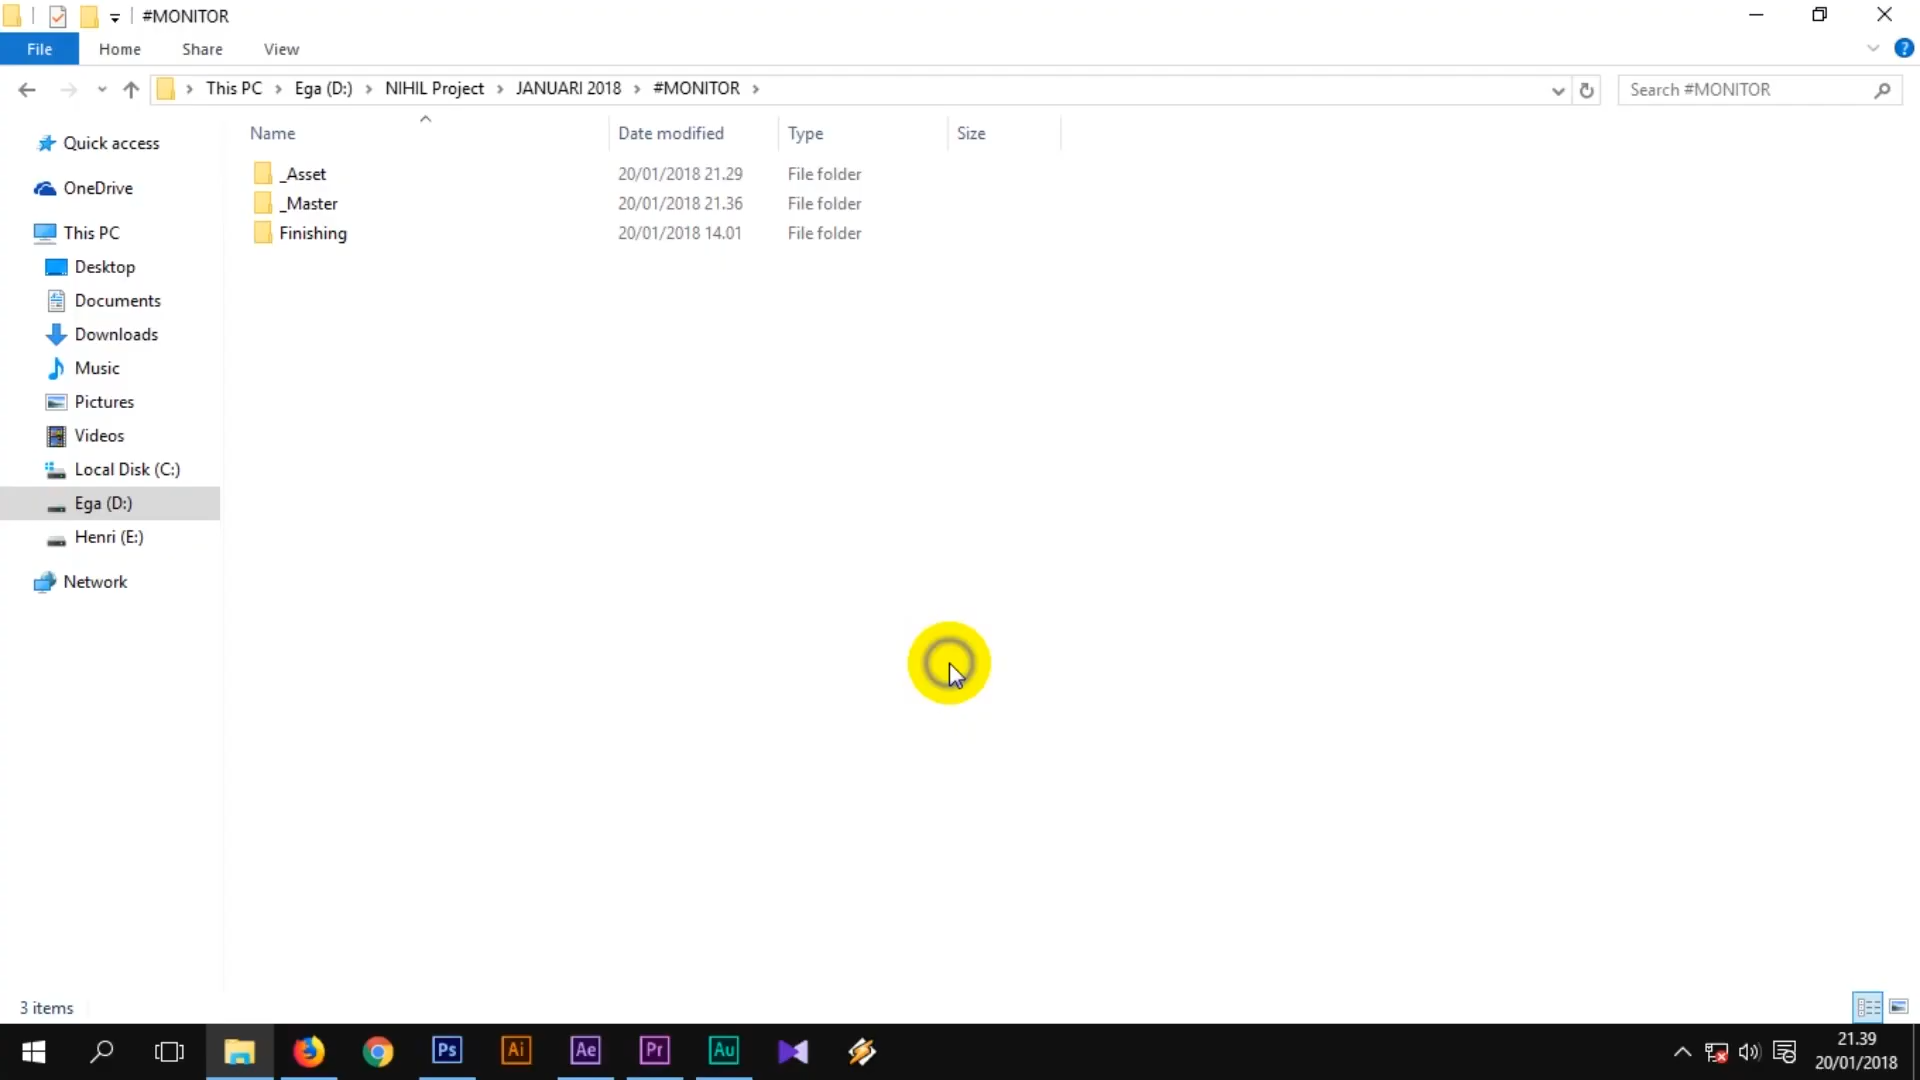 #MONITOR
File Home Share View
This PC Ega (D:) NIHIL Project JANUARI 2018 #MONITOR
Search #MONITOR
Name Date modified Type Size
_Asset 20/01/2018 21.29 File folder
_Master 20/01/2018 21.36 File folder
Finishing 20/01/2018 14.01 File folder
Quick access
OneDrive
This PC
Desktop
Documents
Downloads
Music
Pictures
Videos
Local Disk (C:)
Ega (D:)
Henri (E:)
Network
3 items
Ps Ai Ae Pr Au
21.39
20/01/2018